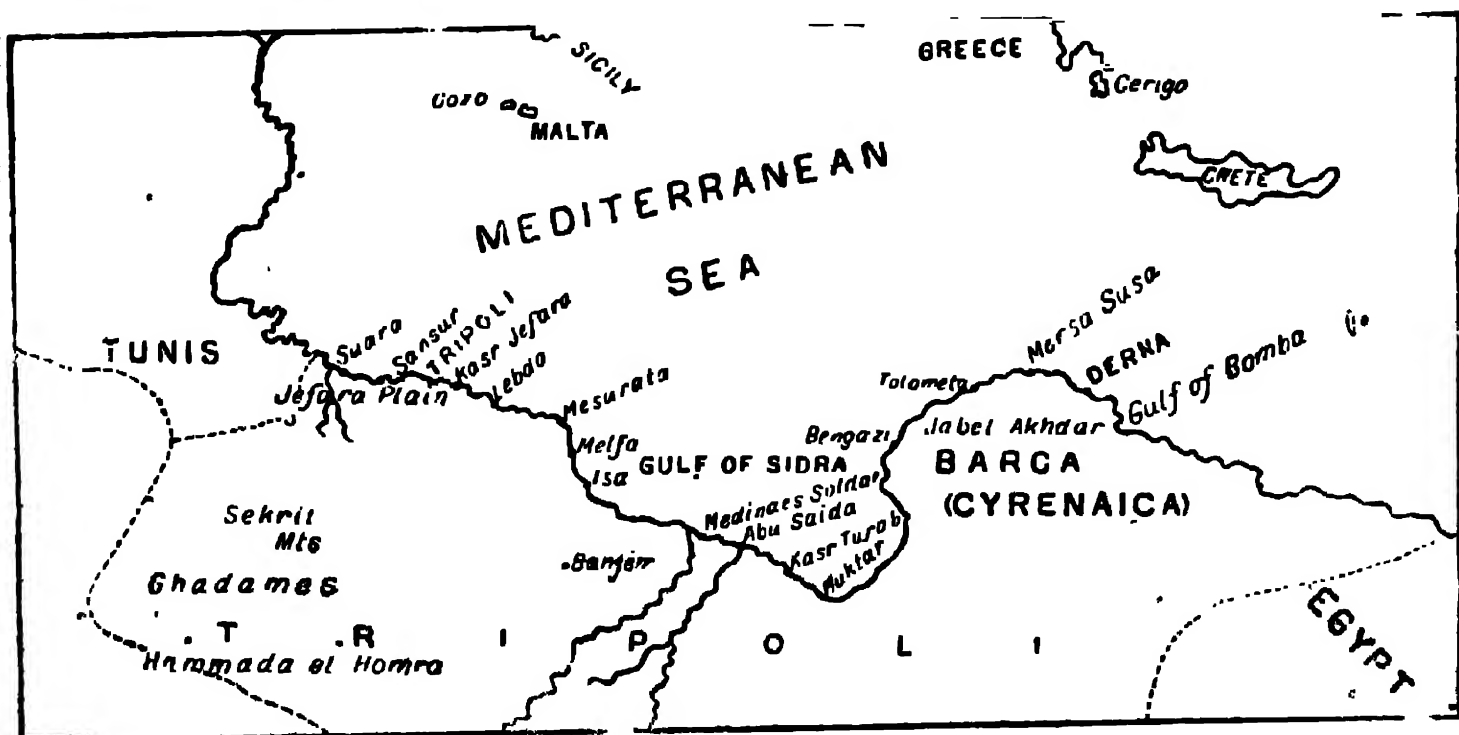 SICILY
GREECE
Cerigo
Gozo
MALTA
CRETE
MEDITERRANEAN
SEA
TUNIS
Suara
Sansur
TRIPOLI
Kasr Jefara
Lebda
Jefara Plain
Mesurata
Melfa
Isa
GULF OF SIDRA
Mersa Susa
DERNA
Gulf of Bomba
Tolometa
Bengazi
Jabel Akhdar
BARCA
(CYRENAICA)
Medinaes Soldan
Abu Saida
Kasr Turab
Muktar
Sekrit
Mts
Ghadames
T R I P O L I
Hammada el Homra
EGYPT